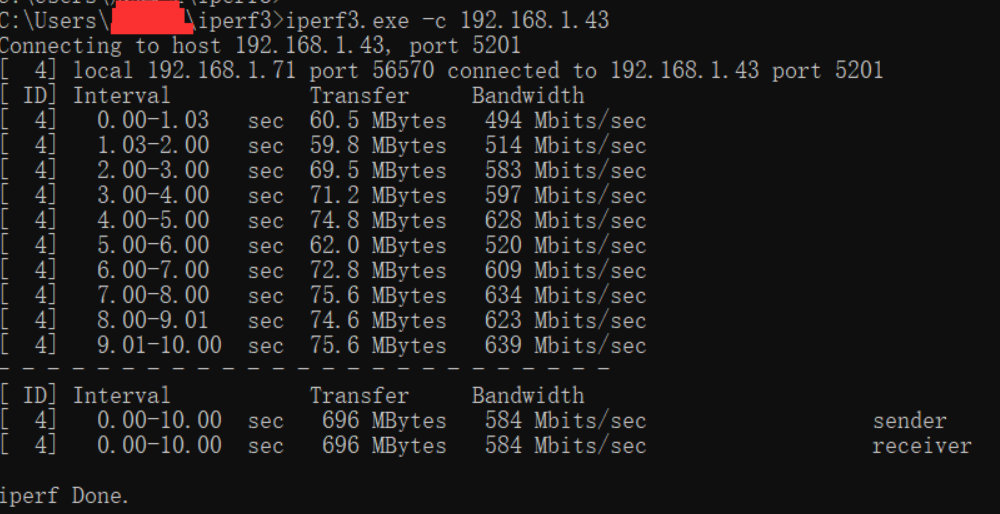 C:\Users\ \iperf3>iperf3.exe -c 192.168.1.43
Connecting to host 192.168.1.43, port 5201
[  4] local 192.168.1.71 port 56570 connected to 192.168.1.43 port 5201
[ ID] Interval           Transfer     Bandwidth
[  4]   0.00-1.03   sec  60.5 MBytes   494 Mbits/sec
[  4]   1.03-2.00   sec  59.8 MBytes   514 Mbits/sec
[  4]   2.00-3.00   sec  69.5 MBytes   583 Mbits/sec
[  4]   3.00-4.00   sec  71.2 MBytes   597 Mbits/sec
[  4]   4.00-5.00   sec  74.8 MBytes   628 Mbits/sec
[  4]   5.00-6.00   sec  62.0 MBytes   520 Mbits/sec
[  4]   6.00-7.00   sec  72.8 MBytes   609 Mbits/sec
[  4]   7.00-8.00   sec  75.6 MBytes   634 Mbits/sec
[  4]   8.00-9.01   sec  74.6 MBytes   623 Mbits/sec
[  4]   9.01-10.00  sec  75.6 MBytes   639 Mbits/sec
- - - - - - - - - - - - - - - - - - - - - - - - -
[ ID] Interval           Transfer     Bandwidth
[  4]   0.00-10.00  sec   696 MBytes   584 Mbits/sec                  sender
[  4]   0.00-10.00  sec   696 MBytes   584 Mbits/sec                  receiver
iperf Done.